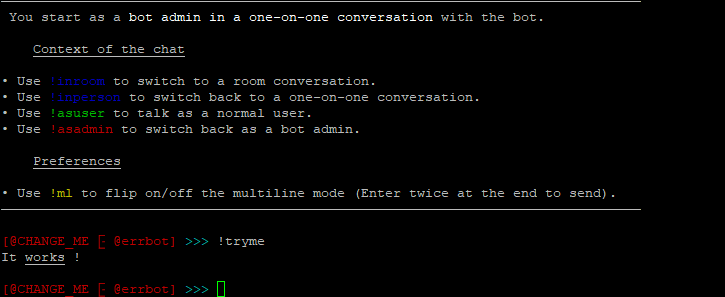 You start as a bot admin in a one-on-one conversation with the bot.
Context of the chat
• Use !inroom to switch to a room conversation.
• Use !inperson to switch back to a one-on-one conversation.
• Use !asuser to talk as a normal user.
• Use !asadmin to switch back as a bot admin.
Preferences
• Use !ml to flip on/off the multiline mode (Enter twice at the end to send).
[@CHANGE_ME @errbot] >>> !tryme
It works !
[@CHANGE_ME @errbot] >>>